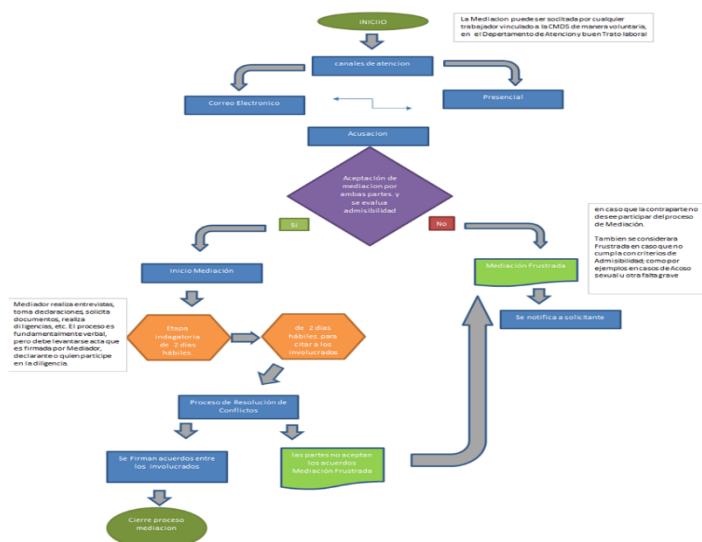 INICIIO
La Mediacion puede ser soclitada por cualquier
trabajador vinculado a la CMDS de manera voluntaria,
en el Departamento de Atencion y buen Trato laboral
canales de atencion
Correo Electronico
Presencial
Acusacion
Aceptación de
mediacion por
ambas partes. y
se evalua
admisibilidad
Si
No
en caso que la contraparte no
desee participar del proceso
de Mediación.
Tambien se considerara
Frustrada en caso que no
cumpla con criterios de
Admisibilidad; como por
ejemplos en casos de Acoso
sexual u otra falta grave
Inicio Mediación
Mediación Frustrada
Se notifica a solicitante
Mediador realiza entrevistas,
toma declaraciones, solicita
documentos, realiza
diligencias, etc. El proceso es
fundamentalmente verbal,
pero debe levantarse acta que
es firmada por Mediador,
declarante o quien participe
en la diligencia.
Etapa
indagatoria
de 2 días
hábiles
de 2 días
hábiles para
citar a los
involucrados
Proceso de Resolución de
Conflictos
Se Firman acuerdos entre
los involucrados
las partes no aceptan
los acuerdos
Mediación Frustrada
Cierre proceso
mediacion